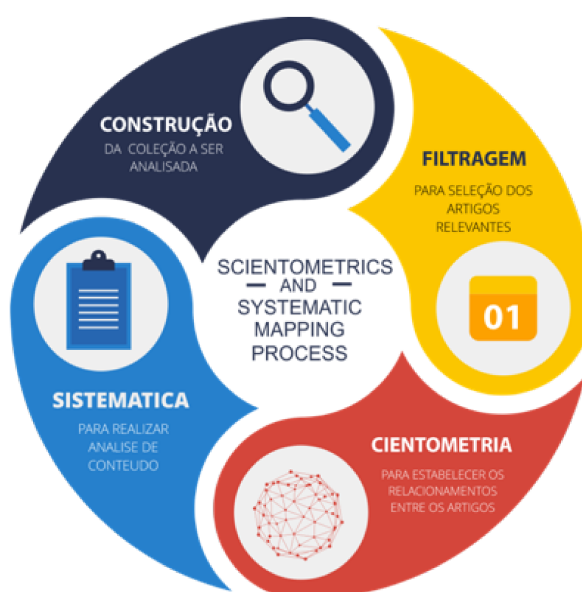 CONSTRUÇÃO
DA COLEÇÃO A SER
ANALISADA
FILTRAGEM
PARA SELEÇÃO DOS
ARTIGOS
RELEVANTES
01
SCIENTOMETRICS
AND
SYSTEMATIC
MAPPING
PROCESS
CIENTOMETRIA
PARA ESTABELECER OS
RELACIONAMENTOS
ENTRE OS ARTIGOS
SISTEMATICA
PARA REALIZAR
ANALISE DE
CONTEUDO